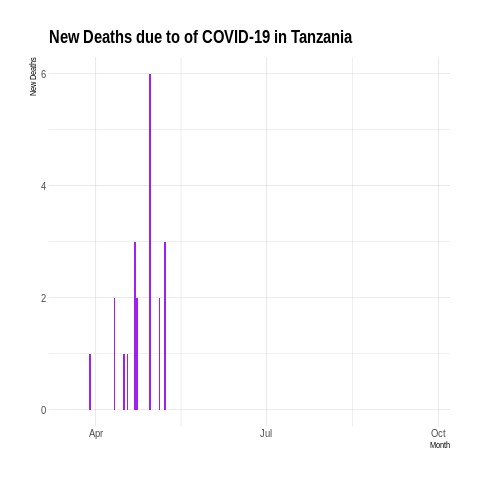 New Deaths due to of COVID-19 in Tanzania
New Deaths
6
4
2
0
Apr
Jul
Oct
Month